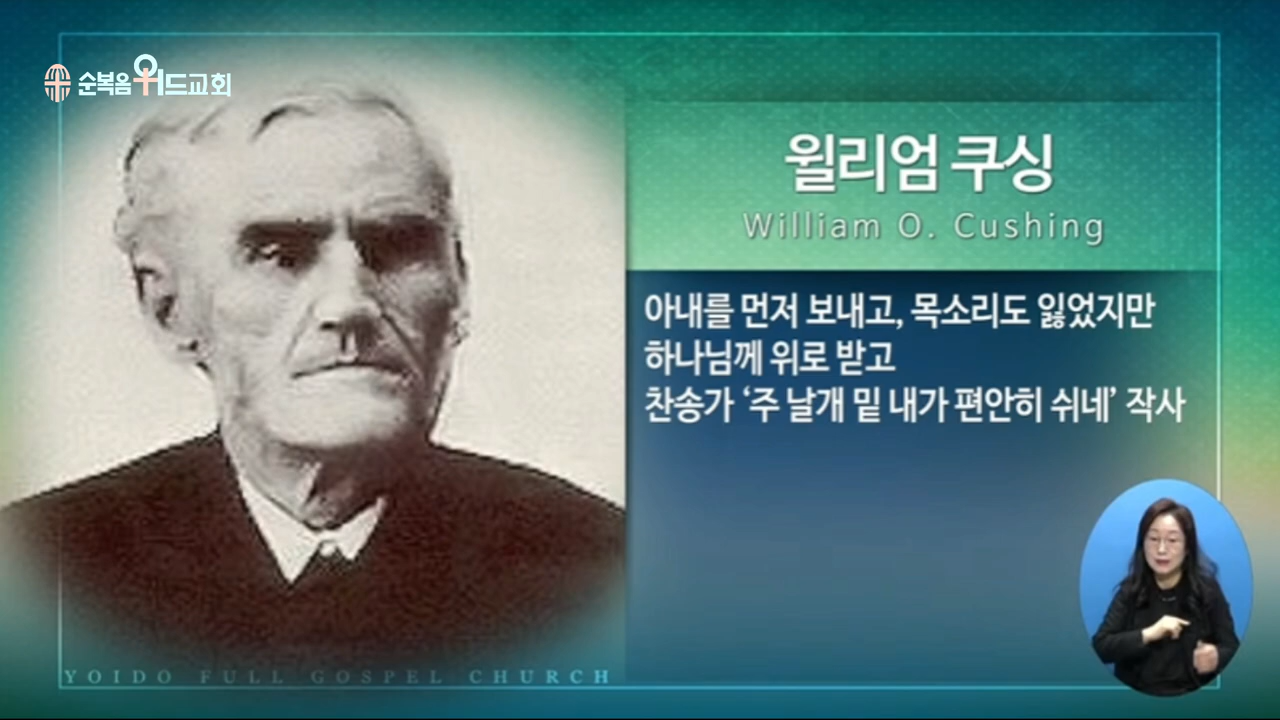 순복음위드교회
윌리엄 쿠싱
William O. Cushing
아내를 먼저 보내고, 목소리도 잃었지만
하나님께 위로 받고
찬송가 ‘주 날개 밑 내가 편안히 쉬네’ 작사
YOIDO FULL GOSPEL CHURCH